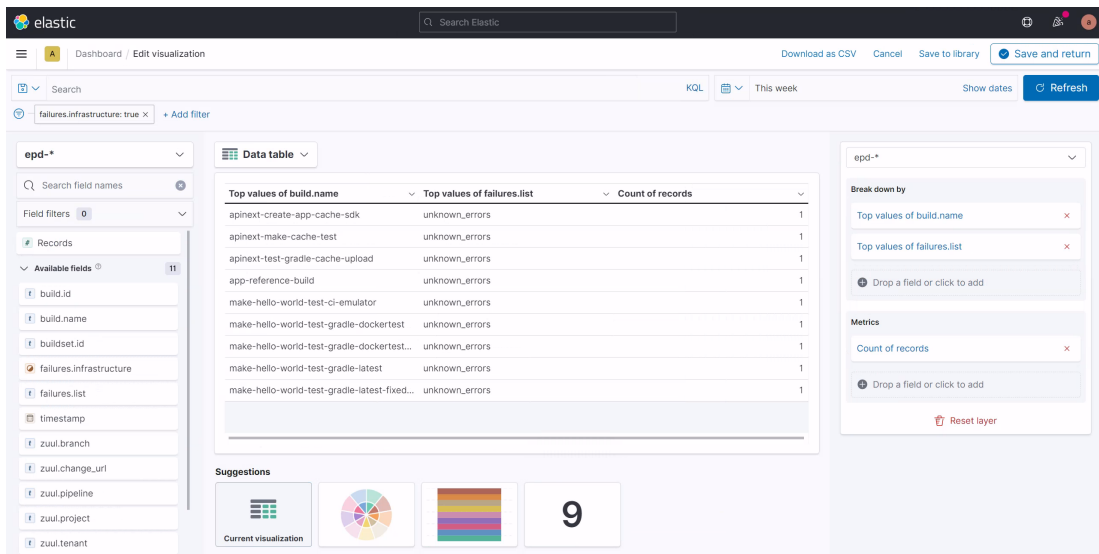 elastic
Search Elastic
a
A Dashboard / Edit visualization
Download as CSV Cancel Save to library Save and return
Search
KQL
This week
Show dates
Refresh
failures.infrastructure: true × + Add filter
epd-*
Search field names
Field filters 0
# Records
Available fields 11
t build.id
t build.name
t buildset.id
failures.infrastructure
t failures.list
timestamp
t zuul.branch
t zuul.change_url
t zuul.pipeline
t zuul.project
t zuul.tenant
Data table
Top values of build.name Top values of failures.list Count of records
apinext-create-app-cache-sdk unknown_errors 1
apinext-make-cache-test unknown_errors 1
apinext-test-gradle-cache-upload unknown_errors 1
app-reference-build unknown_errors 1
make-hello-world-test-ci-emulator unknown_errors 1
make-hello-world-test-gradle-dockertest unknown_errors 1
make-hello-world-test-gradle-dockertest... unknown_errors 1
make-hello-world-test-gradle-latest unknown_errors 1
make-hello-world-test-gradle-latest-fixed... unknown_errors 1
Suggestions
Current visualization
9
epd-*
Break down by
Top values of build.name ×
Top values of failures.list ×
Drop a field or click to add
Metrics
Count of records ×
Drop a field or click to add
Reset layer